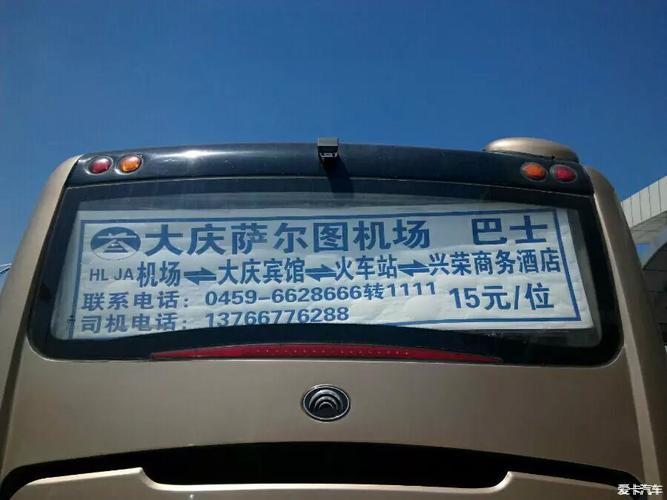 大庆萨尔图机场 巴士
HLJA 机场⇌大庆宾馆⇌火车站⇌兴荣商务酒店
联系电话：0459-6628666转1111 15元/位
司机电话：13766776288
爱卡汽车